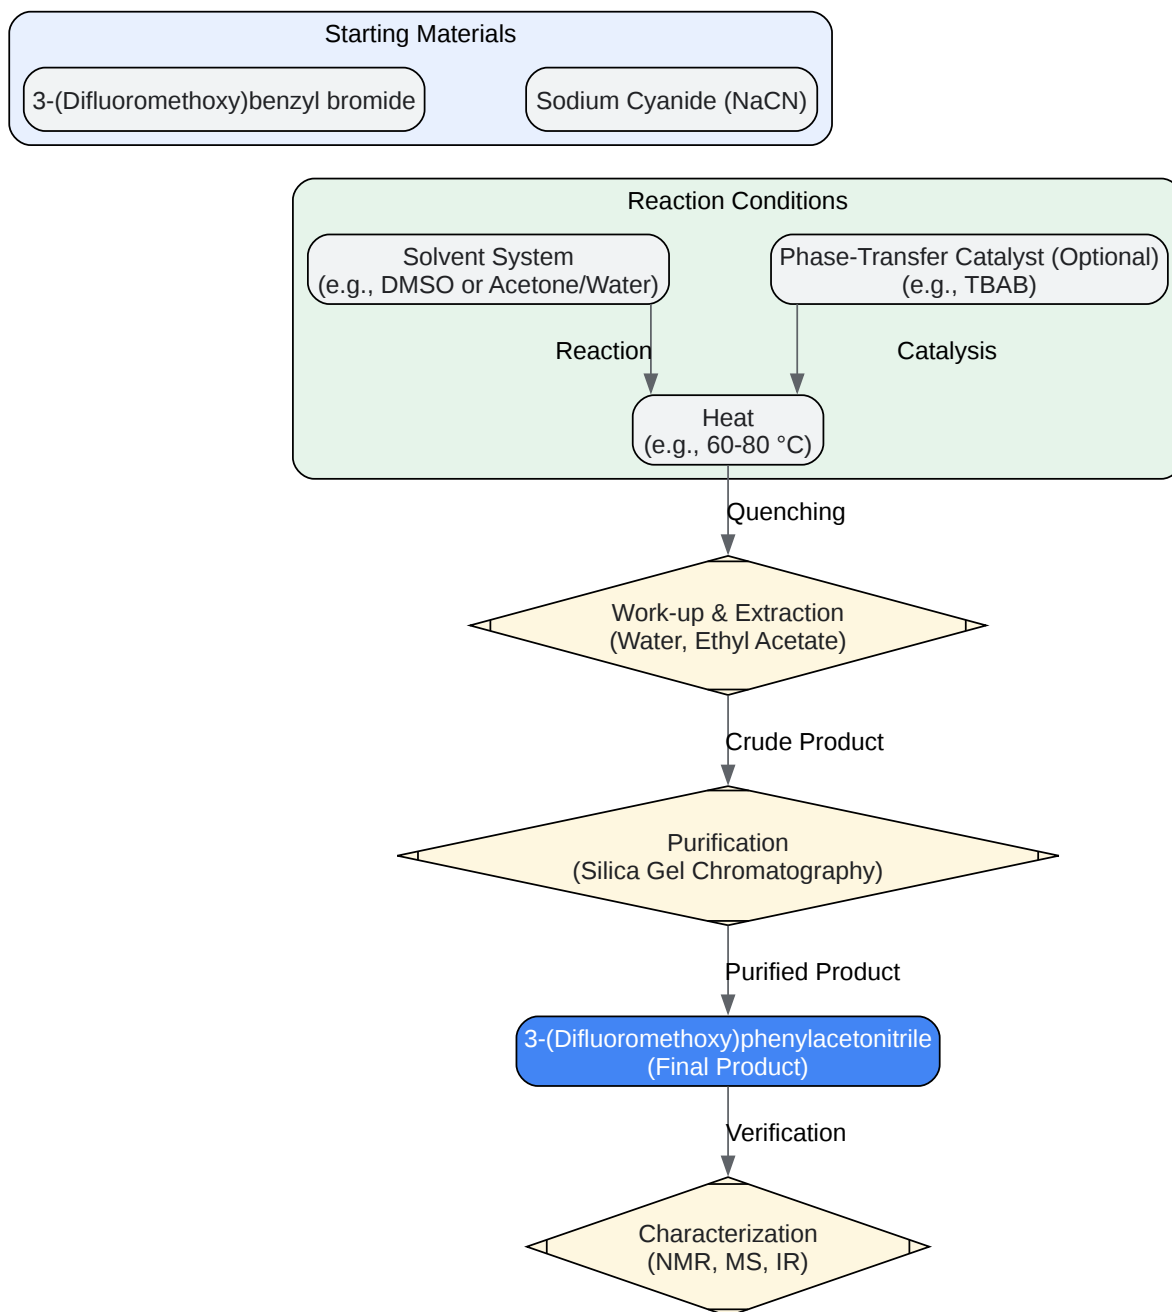 Starting Materials
3-(Difluoromethoxy)benzyl bromide
Sodium Cyanide (NaCN)
Reaction Conditions
Solvent System
(e.g., DMSO or Acetone/Water)
Phase-Transfer Catalyst (Optional)
(e.g., TBAB)
Reaction
Catalysis
Heat
(e.g., 60-80 °C)
Quenching
Work-up & Extraction
(Water, Ethyl Acetate)
Crude Product
Purification
(Silica Gel Chromatography)
Purified Product
3-(Difluoromethoxy)phenylacetonitrile
(Final Product)
Verification
Characterization
(NMR, MS, IR)